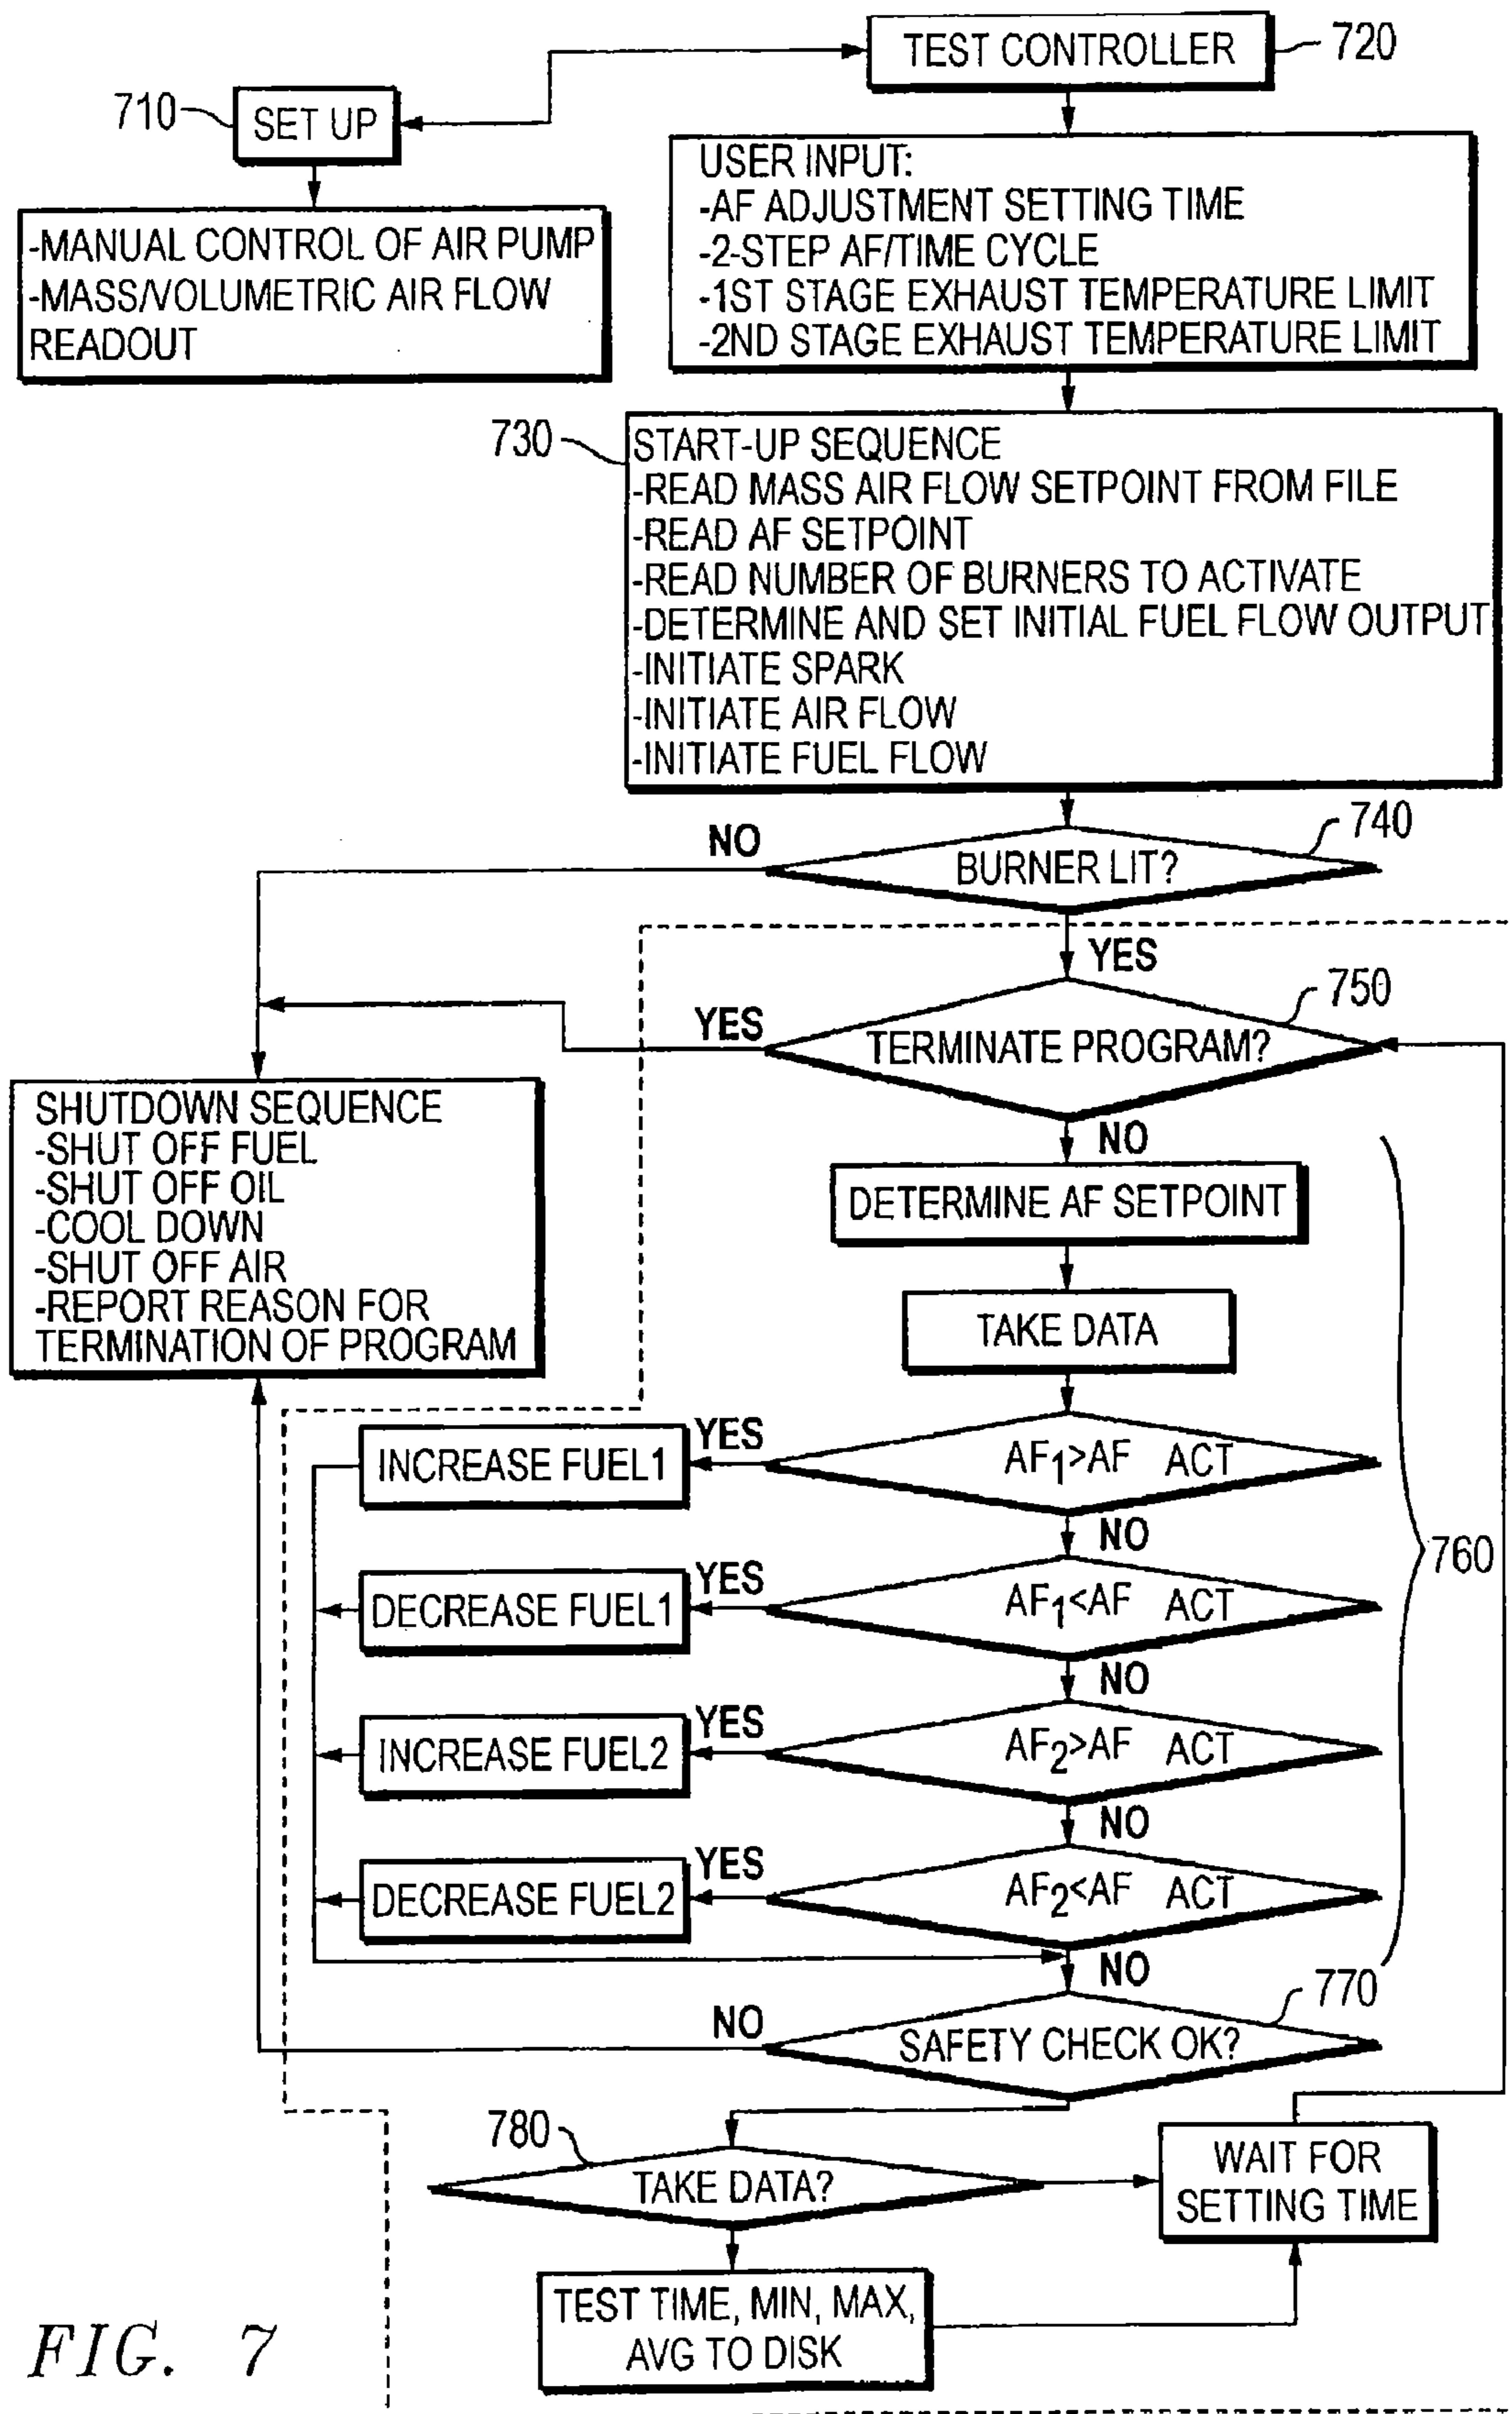 TEST CONTROLLER
720
710
SET UP
-MANUAL CONTROL OF AIR PUMP
-MASS/VOLUMETRIC AIR FLOW
READOUT
USER INPUT:
-AF ADJUSTMENT SETTING TIME
-2-STEP AF/TIME CYCLE
-1ST STAGE EXHAUST TEMPERATURE LIMIT
-2ND STAGE EXHAUST TEMPERATURE LIMIT
730
START-UP SEQUENCE
-READ MASS AIR FLOW SETPOINT FROM FILE
-READ AF SETPOINT
-READ NUMBER OF BURNERS TO ACTIVATE
-DETERMINE AND SET INITIAL FUEL FLOW OUTPUT
-INITIATE SPARK
-INITIATE AIR FLOW
-INITIATE FUEL FLOW
NO
BURNER LIT?
740
YES
YES
TERMINATE PROGRAM?
750
NO
SHUTDOWN SEQUENCE
-SHUT OFF FUEL
-SHUT OFF OIL
-COOL DOWN
-SHUT OFF AIR
-REPORT REASON FOR
TERMINATION OF PROGRAM
DETERMINE AF SETPOINT
TAKE DATA
INCREASE FUEL1
YES
AF1>AF ACT
NO
DECREASE FUEL1
YES
AF1<AF ACT
760
NO
INCREASE FUEL2
YES
AF2>AF ACT
NO
DECREASE FUEL2
YES
AF2<AF ACT
NO
NO
SAFETY CHECK OK?
770
780
TAKE DATA?
WAIT FOR
SETTING TIME
TEST TIME, MIN, MAX,
AVG TO DISK
FIG. 7